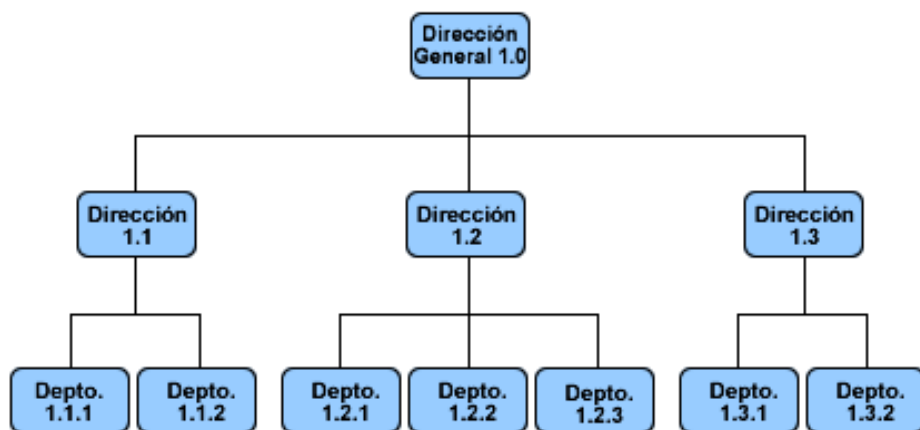 Dirección
General 1.0
Dirección
1.1
Dirección
1.2
Dirección
1.3
Depto.
1.1.1
Depto.
1.1.2
Depto.
1.2.1
Depto.
1.2.2
Depto.
1.2.3
Depto.
1.3.1
Depto.
1.3.2